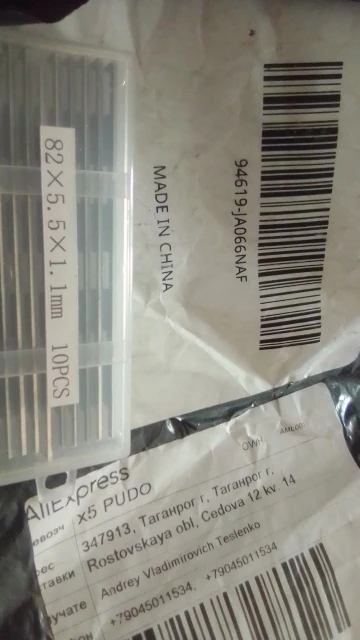 82×5.5×1.1mm 10PCS
MADE IN CHINA
94619-JA066NAF
AliExpress
x5 PUDO
OWN
347913, Таганрог г, Таганрог г,
Rostovskaya obl, Cedova 12 kv. 14
Andrey Vladimirovich Teslenko
+79045011534, +79045011534